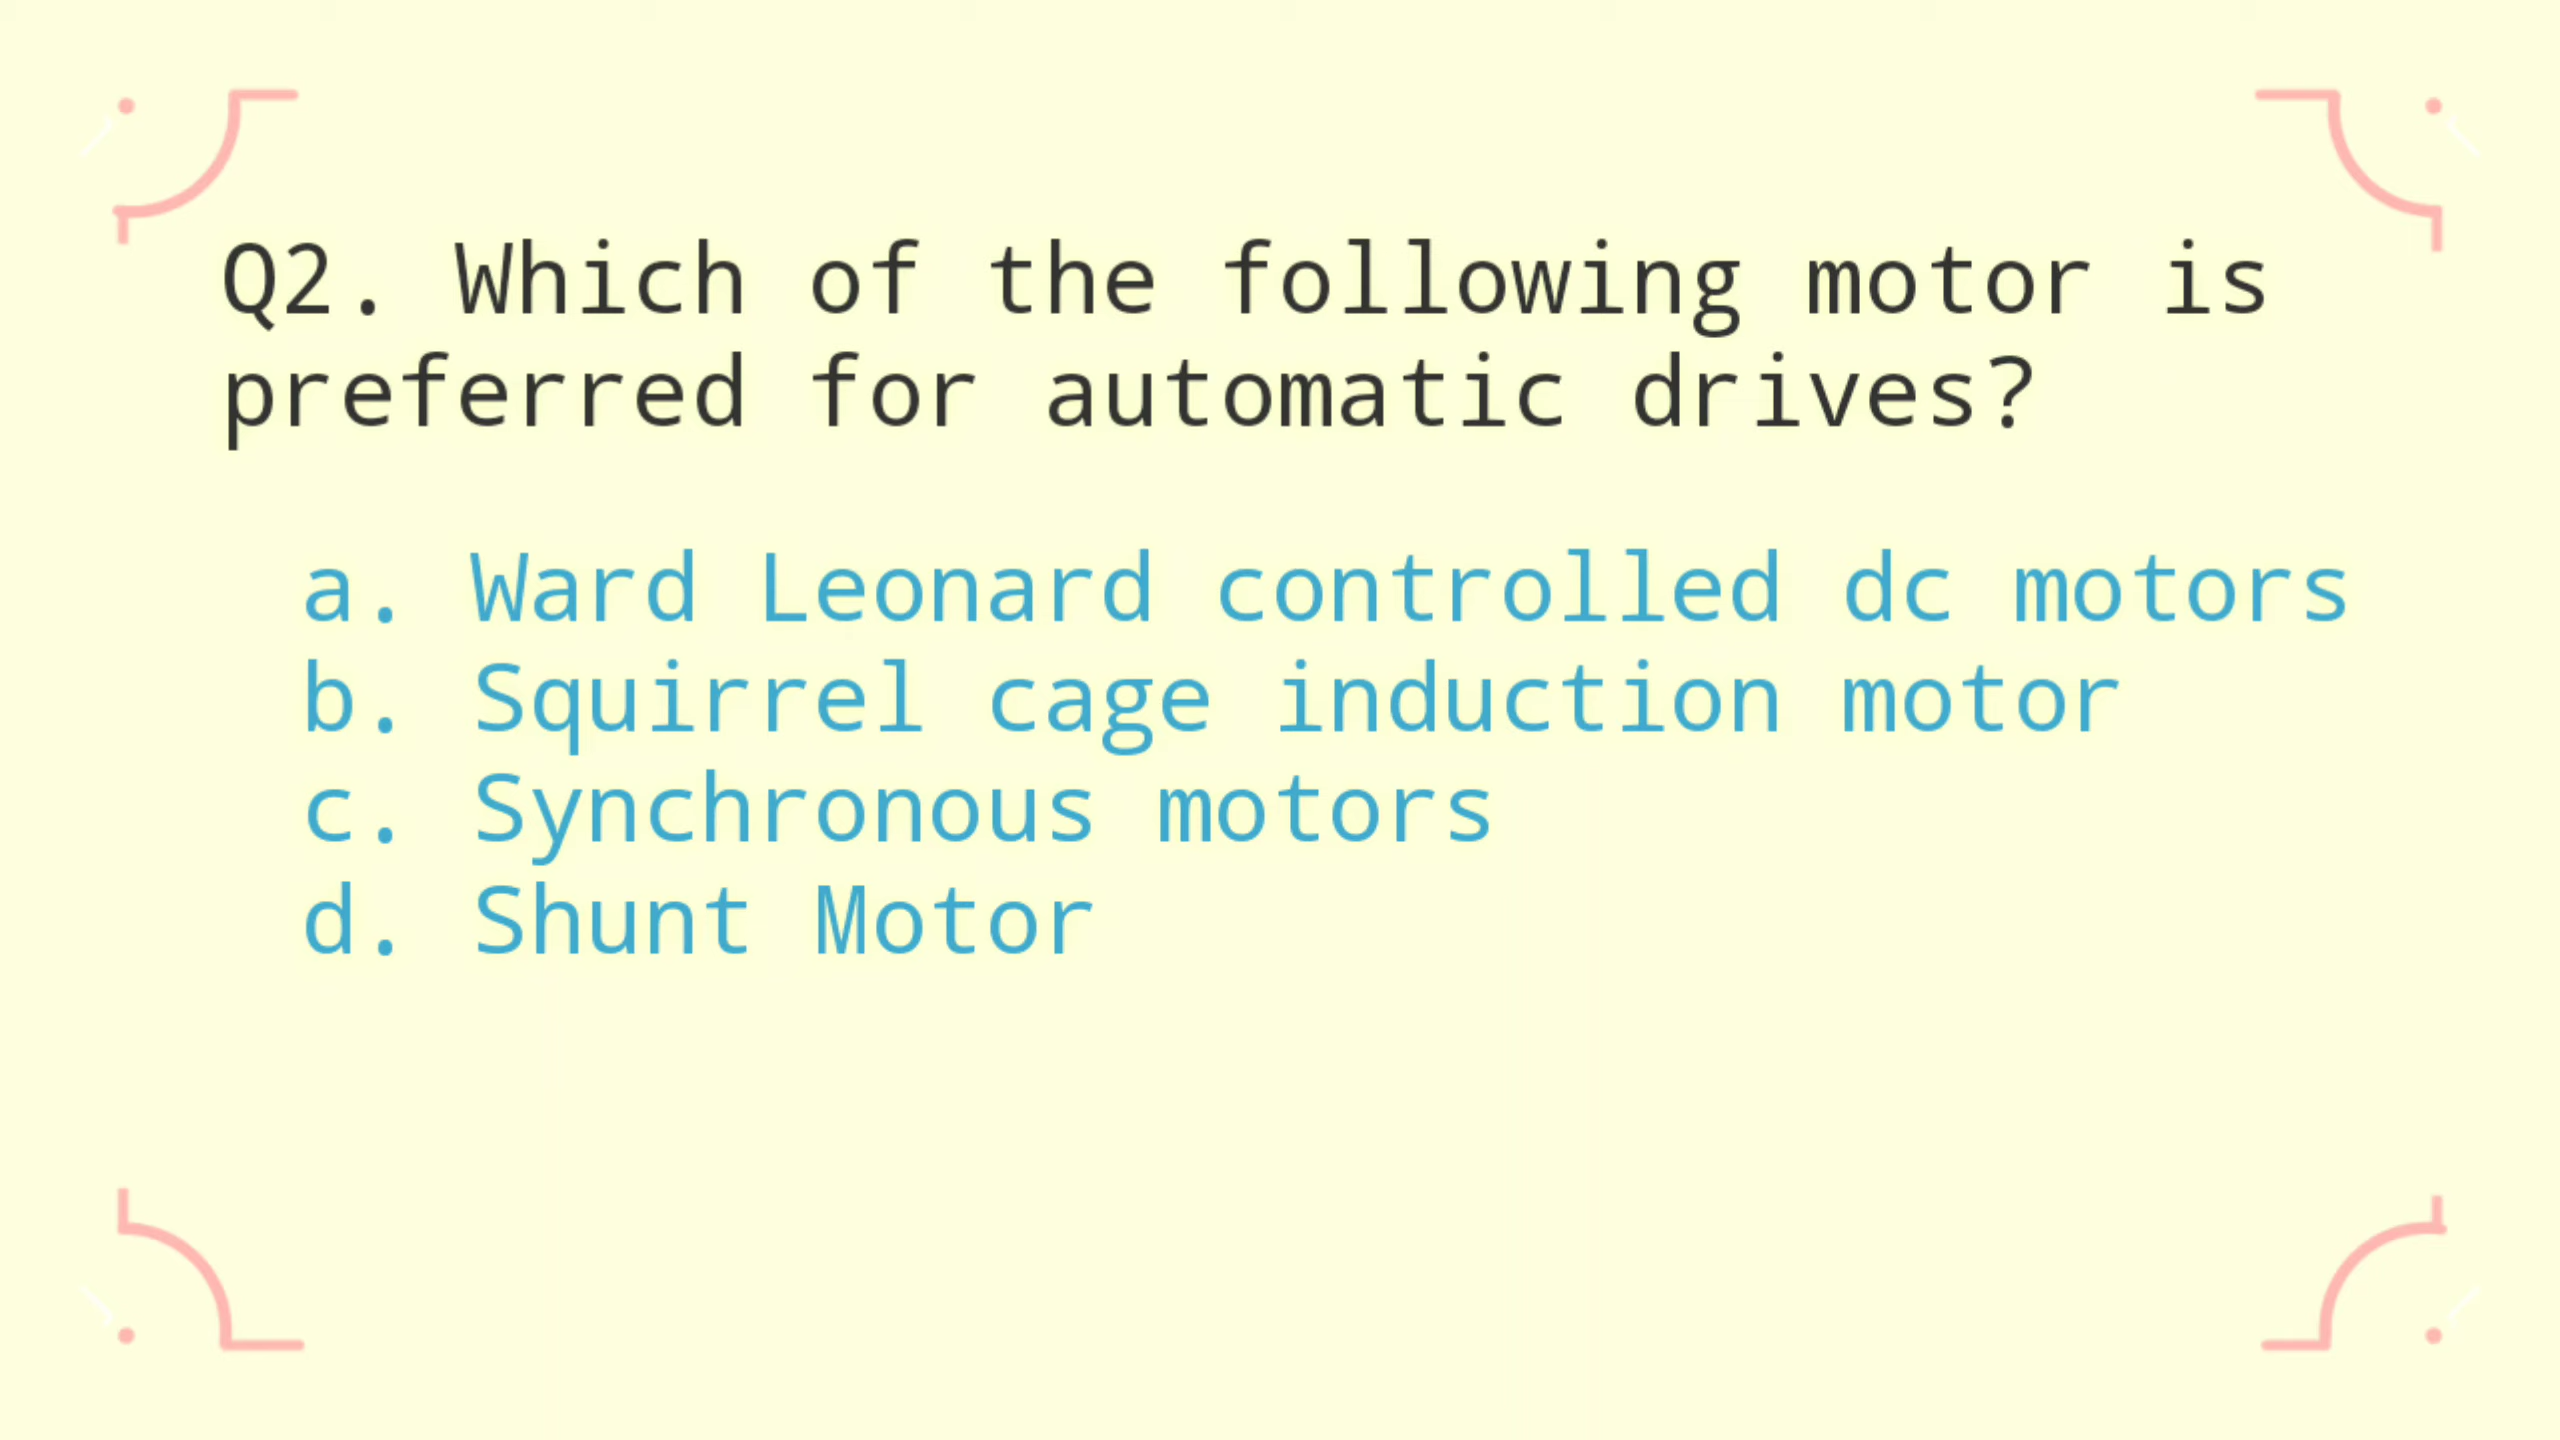 Q2. Which of the following motor is
preferred for automatic drives?
a. Ward Leonard controlled dc motors
b. Squirrel cage induction motor
c. Synchronous motors
d. Shunt Motor